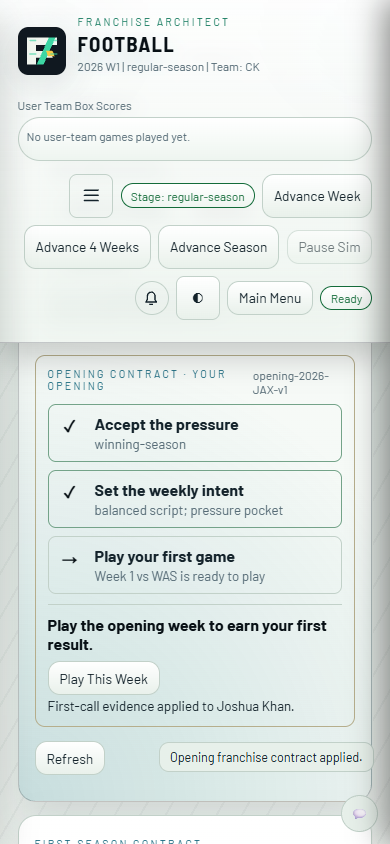 FRANCHISE ARCHITECT
FOOTBALL
2026 W1 | regular-season | Team: CK
User Team Box Scores
No user-team games played yet.
Stage: regular-season
Advance Week
Advance 4 Weeks
Advance Season
Pause Sim
Main Menu
Ready
OPENING CONTRACT · YOUR
OPENING
opening-2026-
JAX-v1
✓ Accept the pressure
winning-season
✓ Set the weekly intent
balanced script; pressure pocket
→ Play your first game
Week 1 vs WAS is ready to play
Play the opening week to earn your first
result.
Play This Week
First-call evidence applied to Joshua Khan.
Refresh
Opening franchise contract applied.
FIRST SEASON CONTRACT